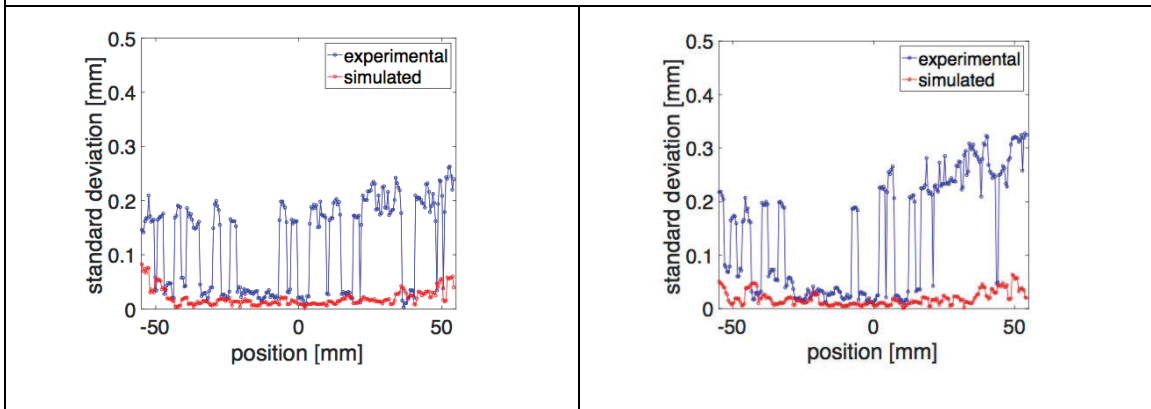 0.5
experimental
simulated
0.4
0.3
0.2
0.1
0
standard deviation [mm]
-50 0 50
position [mm]
0.5
experimental
simulated
0.4
0.3
0.2
0.1
0
standard deviation [mm]
-50 0 50
position [mm]